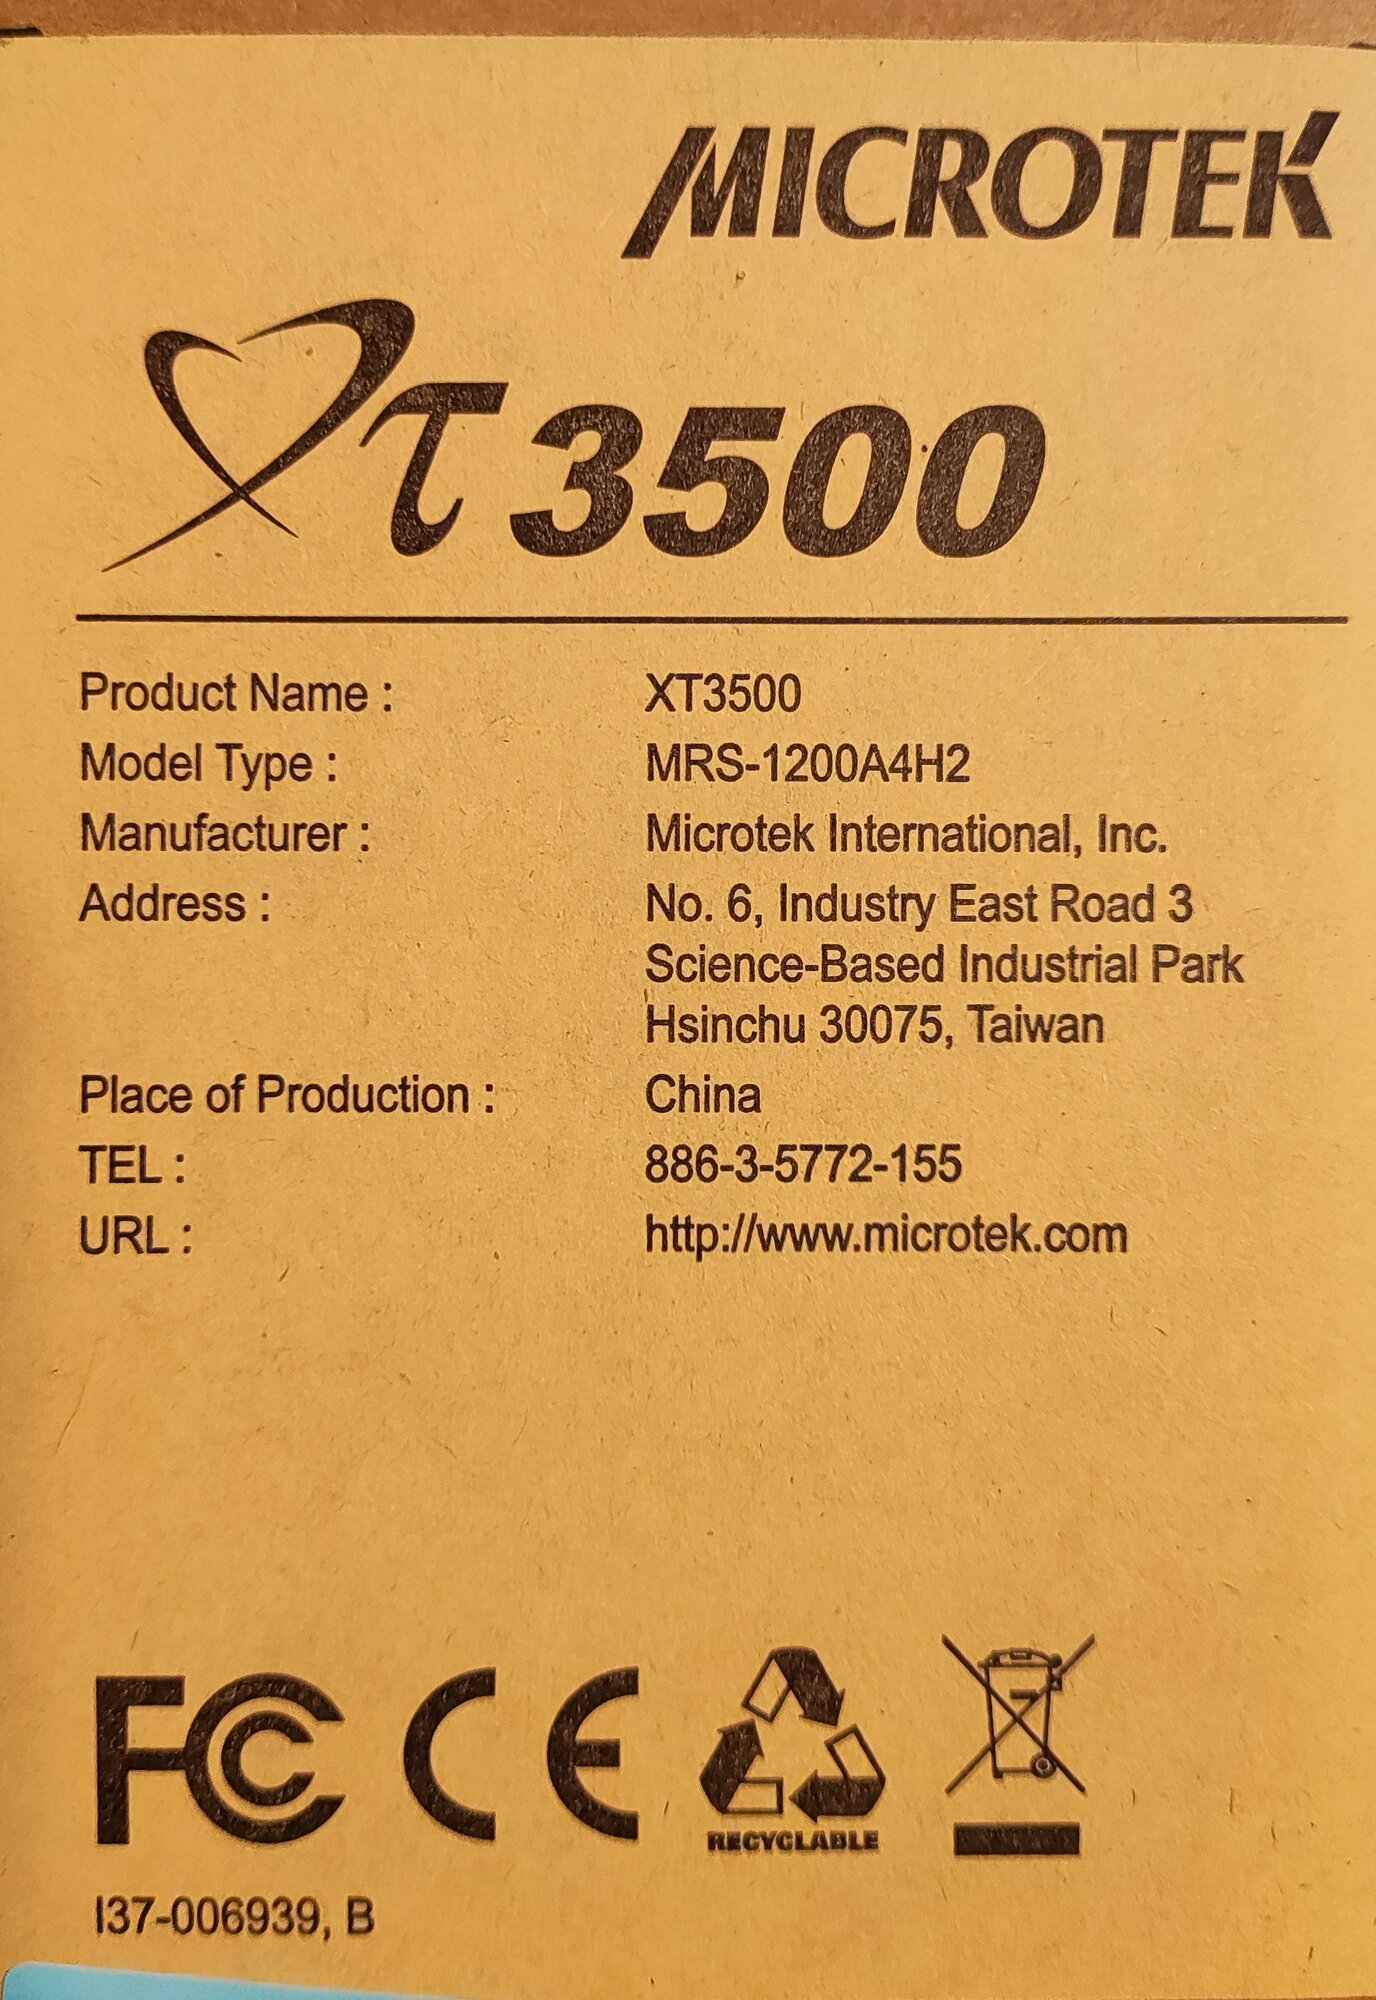 MICROTEK
XT3500
Product Name : XT3500
Model Type : MRS-1200A4H2
Manufacturer : Microtek International, Inc.
Address : No. 6, Industry East Road 3
Science-Based Industrial Park
Hsinchu 30075, Taiwan
Place of Production : China
TEL : 886-3-5772-155
URL : http://www.microtek.com
FC CE
RECYCLABLE
I37-006939, B